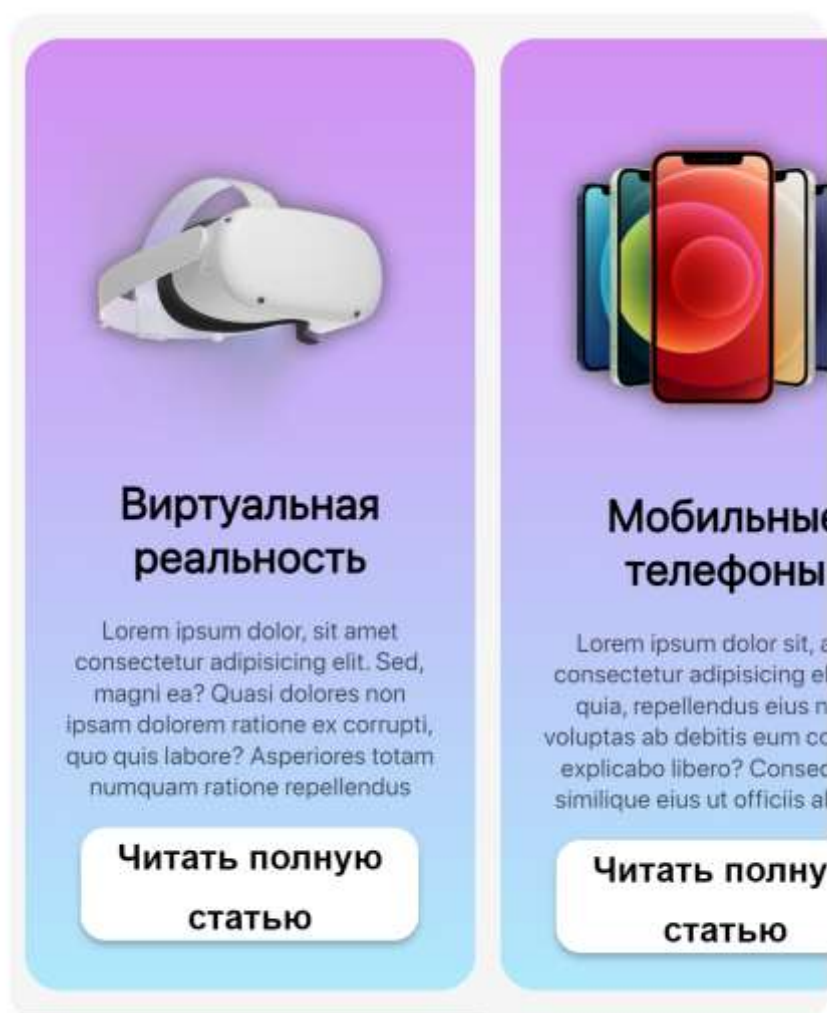 Виртуальная
реальность
Lorem ipsum dolor, sit amet
consectetur adipisicing elit. Sed,
magni ea? Quasi dolores non
ipsam dolorem ratione ex corrupti,
quo quis labore? Asperiores totam
numquam ratione repellendus
Читать полную
статью
Мобильные
телефоны
Lorem ipsum dolor sit,
consectetur adipisicing
quia, repellendus eius
voluptas ab debitis eum
explicabo libero?
similique eius ut officiis
Читать
статью